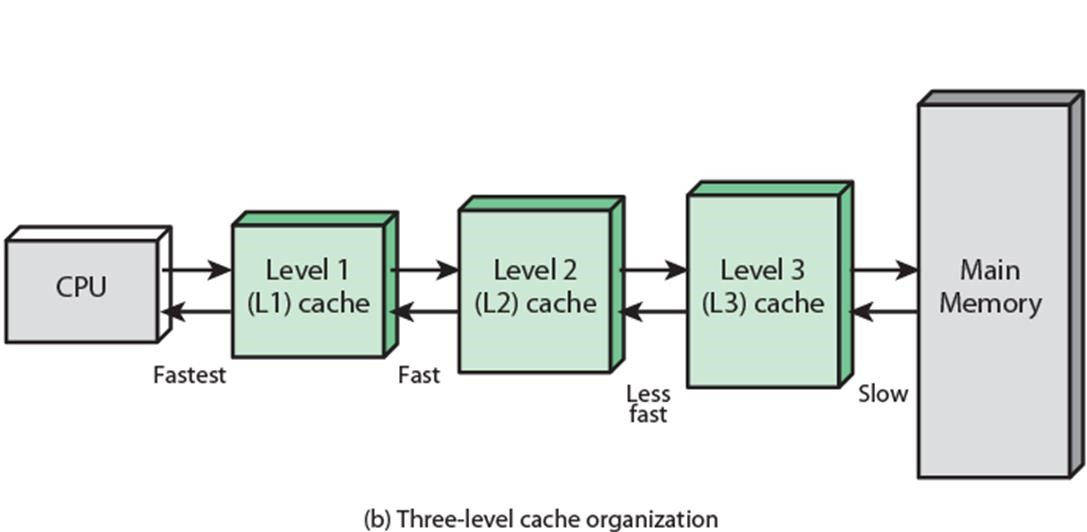 CPU
Level 1
(L1) cache
Level 2
(L2) cache
Level 3
(L3) cache
Main
Memory
Fastest
Fast
Less
fast
Slow
(b) Three-level cache organization